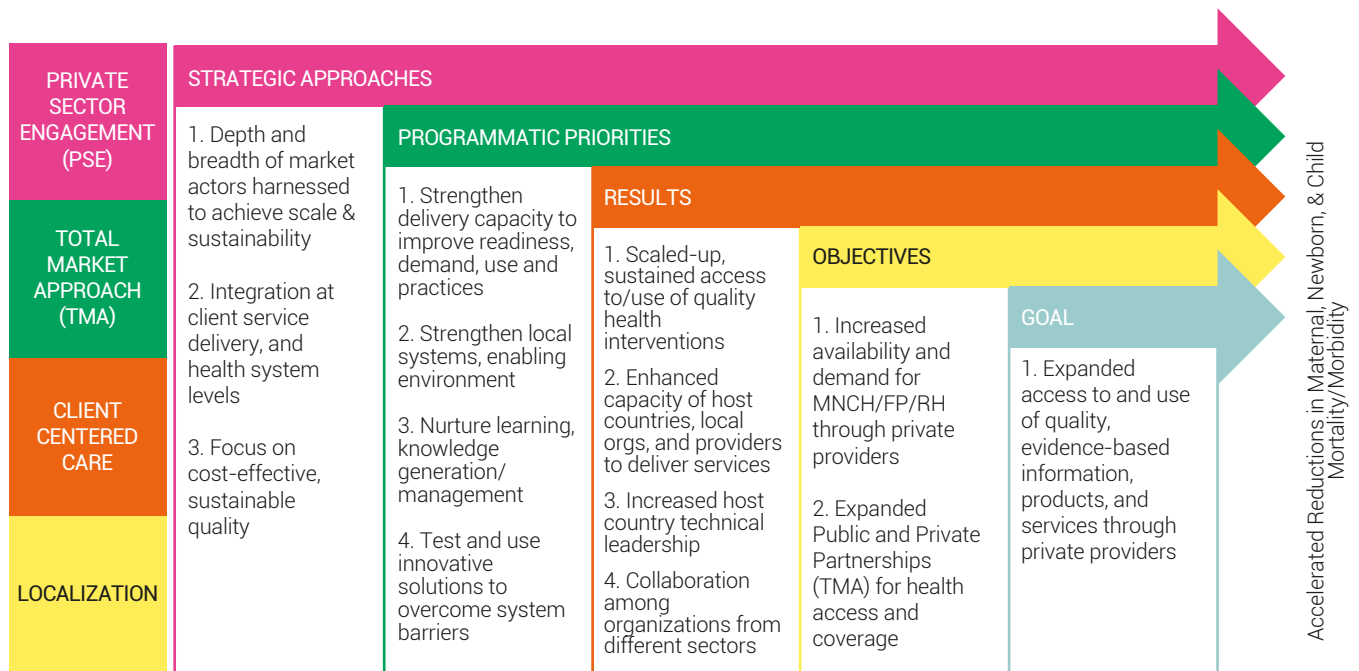 PRIVATE
SECTOR
ENGAGEMENT
(PSE)
TOTAL
MARKET
APPROACH
(TMA)
CLIENT
CENTERED
CARE
LOCALIZATION
STRATEGIC APPROACHES
1. Depth and
breadth of market
actors harnessed
to achieve scale &
sustainability
2. Integration at
client service
delivery, and
health system
levels
3. Focus on
cost-effective,
sustainable
quality
PROGRAMMATIC PRIORITIES
1. Strengthen
delivery capacity to
improve readiness,
demand, use and
practices
2. Strengthen local
systems, enabling
environment
3. Nurture learning,
knowledge
generation/
management
4. Test and use
innovative
solutions to
overcome system
barriers
RESULTS
1. Scaled-up,
sustained access
to/use of quality
health
interventions
2. Enhanced
capacity of host
countries, local
orgs, and providers
to deliver services
3. Increased host
country technical
leadership
4. Collaboration
among
organizations from
different sectors
OBJECTIVES
1. Increased
availability and
demand for
MNCH/FP/RH
through private
providers
2. Expanded
Public and Private
Partnerships
(TMA) for health
access and
coverage
GOAL
1. Expanded
access to and use
of quality,
evidence-based
information,
products, and
services through
private providers
Accelerated Reductions in Maternal, Newborn, & Child
Mortality/Morbidity